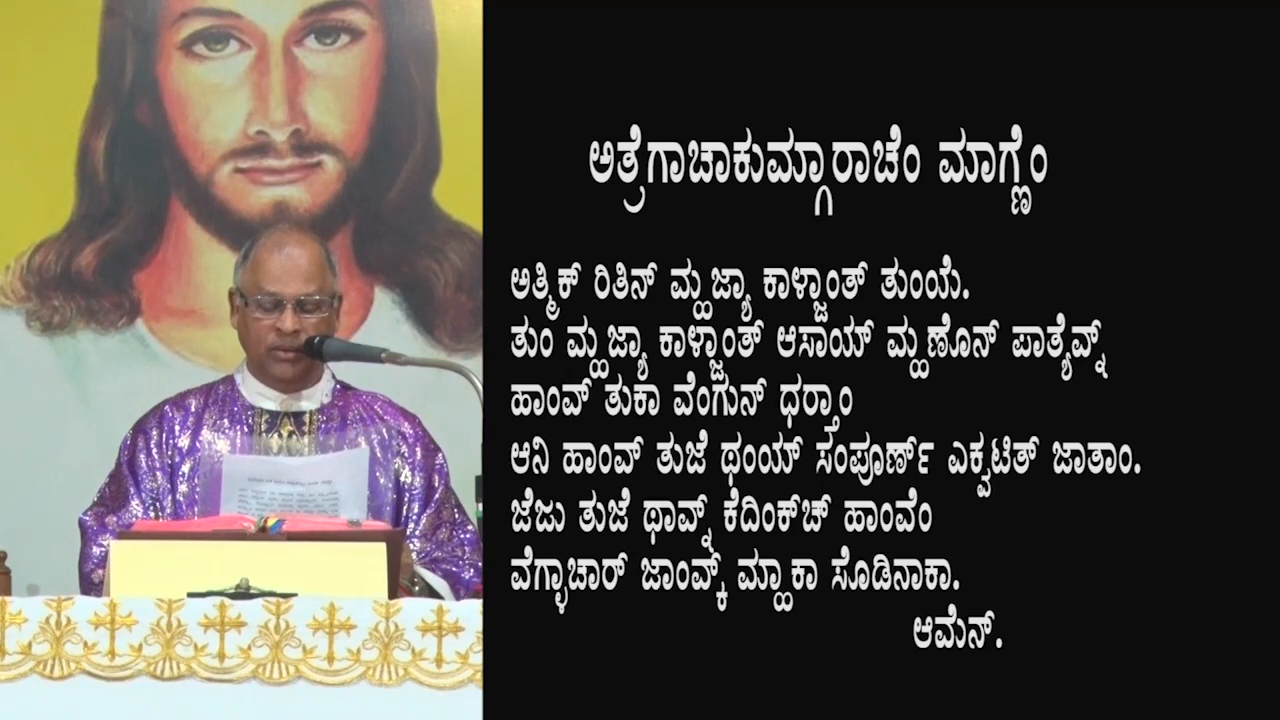 ಅತ್ರೆಗಾಚಾಕುಮ್ಗಾರಾಚೆಂ ಮಾಗ್ಣೆಂ
ಅತ್ಮಿಕ್ ರಿತಿನ್ ಮ್ಹಜ್ಯಾ ಕಾಳ್ಜಾಂತ್ ತುಂಯೆ.
ತುಂ ಮ್ಹಜ್ಯಾ ಕಾಳ್ಜಾಂತ್ ಆಸಾಯ್ ಮ್ಹಣೊನ್ ಪಾತ್ಯೆವ್ನ್
ಹಾಂವ್ ತುಕಾ ವೆಂಗುನ್ ಧರ‍್ತಾಂ
ಆನಿ ಹಾಂವ್ ತುಜೆ ಥಂಯ್ ಸಂಪೂರ್ಣ್ ಎಕ್ವಟಿತ್ ಜಾತಾಂ.
ಜೆಜು ತುಜೆ ಥಾವ್ನ್ ಕೆದಿಂಕ್‌ಚ್ ಹಾಂವೆಂ
ವೆಗ್ಳಾಚಾರ್ ಜಾಂವ್ಕ್ ಮ್ಹಾಕಾ ಸೊಡಿನಾಕಾ.
ಆಮೆನ್.